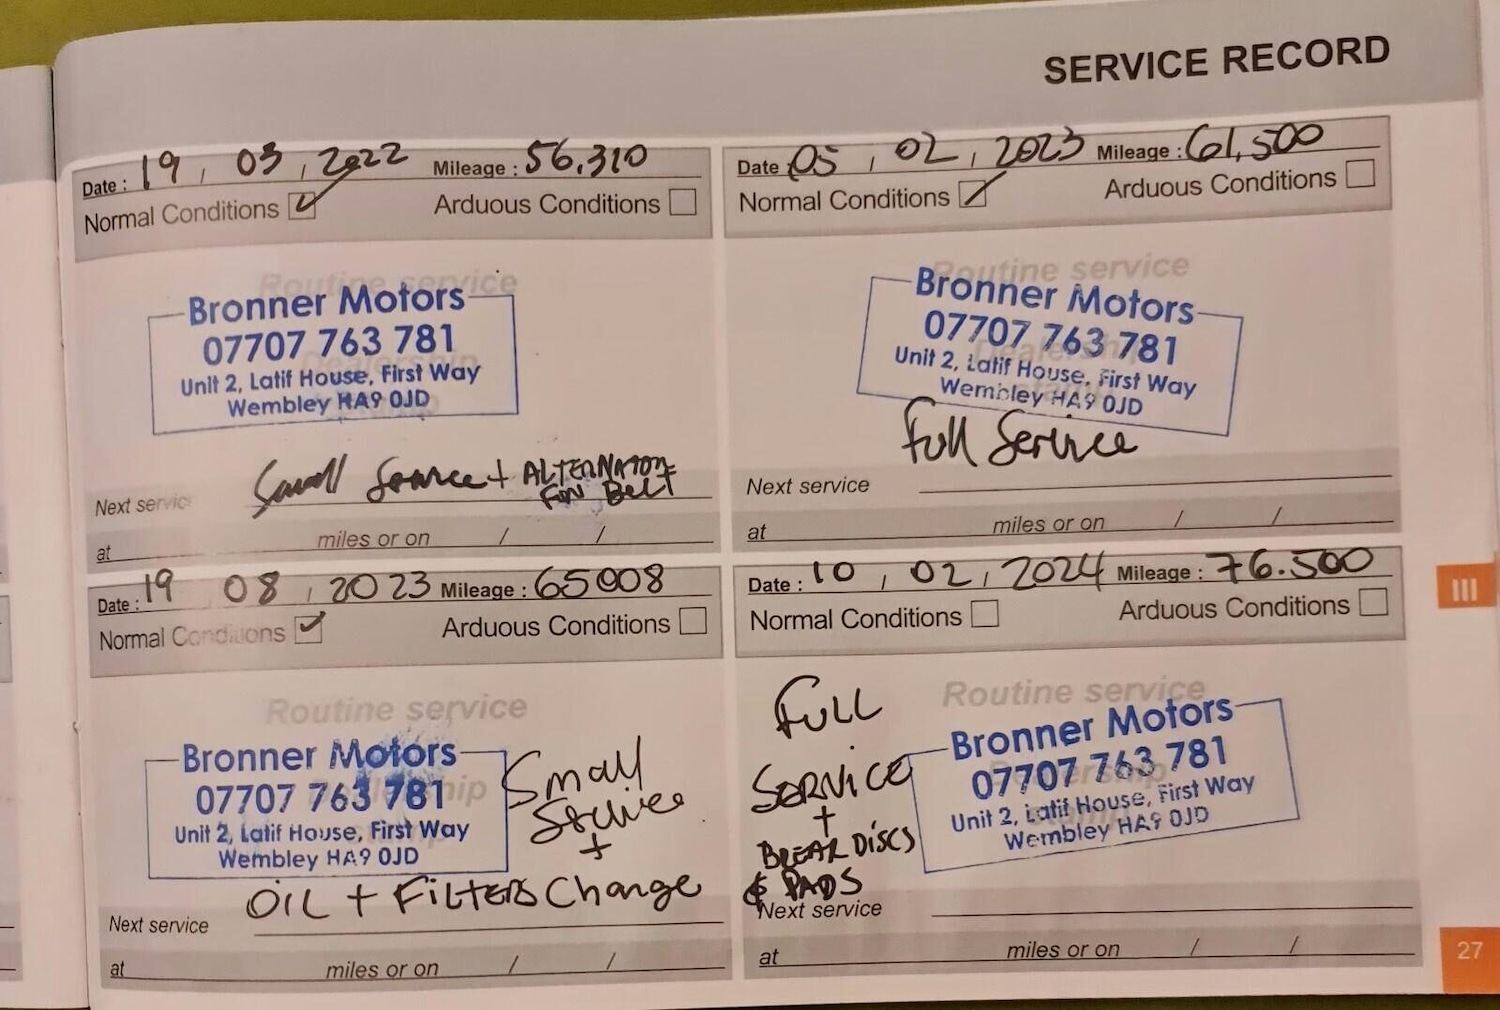 SERVICE RECORD
Date : 19 , 03 , 2022 Mileage : 56.310
Normal Conditions Arduous Conditions
Routine service
Bronner Motors
07707 763 781
Unit 2, Latif House, First Way
Wembley HA9 0JD
Small Service + ALTERNATOR
FAN Belt
Next service
at miles or on / /
Date : 05 , 02 , 2023 Mileage : 61,500
Normal Conditions Arduous Conditions
Routine service
Bronner Motors
07707 763 781
Unit 2, Latif House, First Way
Wembley HA9 0JD
Full Service
Next service
at miles or on / /
Date : 19 08 , 2023 Mileage : 65008
Normal Conditions Arduous Conditions
Routine service
Bronner Motors
07707 763 781
Unit 2, Latif House, First Way
Wembley HA9 0JD
Small
Service
+
OIL + FILTERS Change
Next service
at miles or on / /
Date : 10 , 02 , 2024 Mileage : 76.500
Normal Conditions Arduous Conditions
Routine service
Bronner Motors
07707 763 781
Unit 2, Latif House, First Way
Wembley HA9 0JD
FULL
SERVICE
+
DISCS
& PADS
Next service
at miles or on / /
III
27